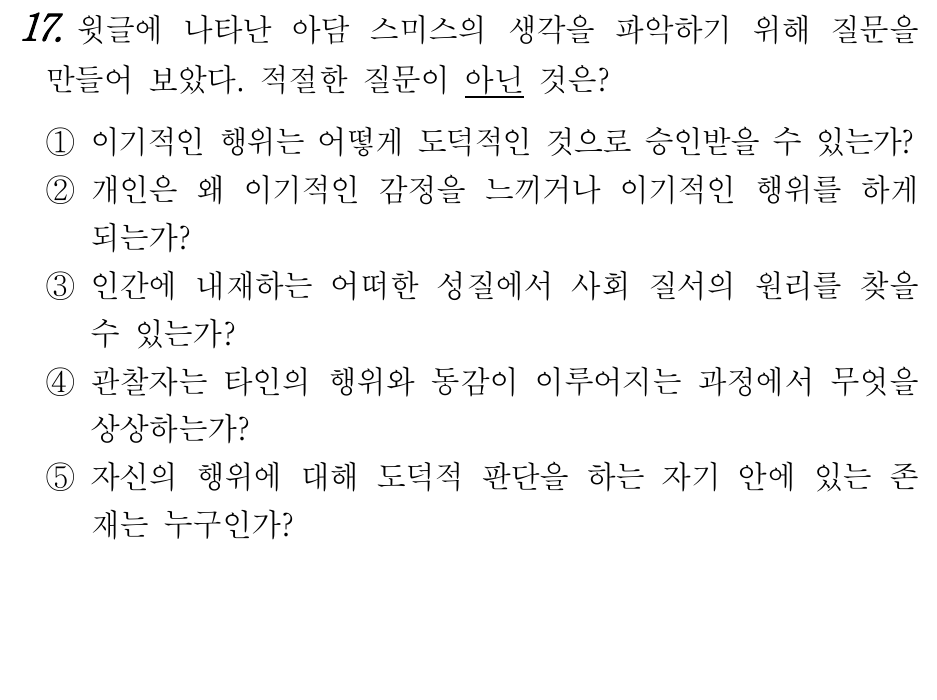 17. 윗글에 나타난 아담 스미스의 생각을 파악하기 위해 질문을
만들어 보았다. 적절한 질문이 아닌 것은?
① 이기적인 행위는 어떻게 도덕적인 것으로 승인받을 수 있는가?
② 개인은 왜 이기적인 감정을 느끼거나 이기적인 행위를 하게
되는가?
③ 인간에 내재하는 어떠한 성질에서 사회 질서의 원리를 찾을
수 있는가?
④ 관찰자는 타인의 행위와 동감이 이루어지는 과정에서 무엇을
상상하는가?
⑤ 자신의 행위에 대해 도덕적 판단을 하는 자기 안에 있는 존
재는 누구인가?